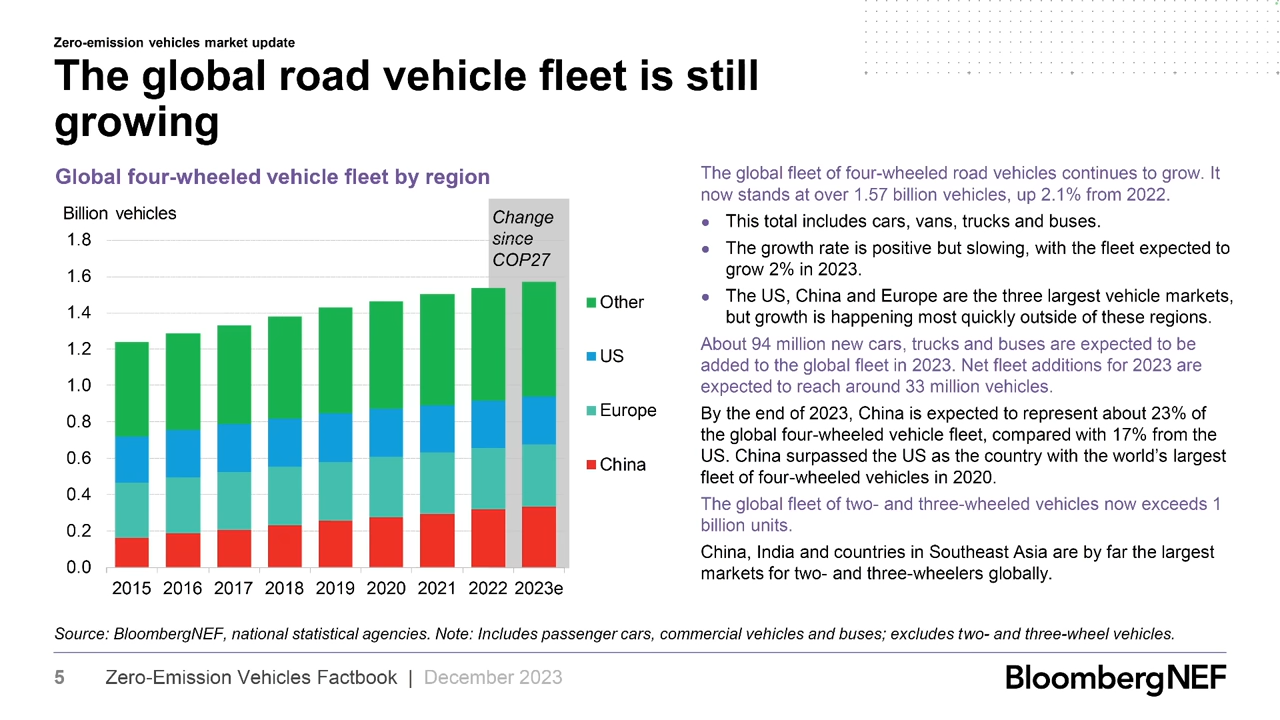 Zero-emission vehicles market update
The global road vehicle fleet is still
growing
Global four-wheeled vehicle fleet by region
Billion vehicles
Change
since
COP27
1.8
1.6
1.4
1.2
1.0
0.8
0.6
0.4
0.2
0.0
2015 2016 2017 2018 2019 2020 2021 2022 2023e
Other
US
Europe
China
The global fleet of four-wheeled road vehicles continues to grow. It
now stands at over 1.57 billion vehicles, up 2.1% from 2022.
● This total includes cars, vans, trucks and buses.
● The growth rate is positive but slowing, with the fleet expected to
grow 2% in 2023.
● The US, China and Europe are the three largest vehicle markets,
but growth is happening most quickly outside of these regions.
About 94 million new cars, trucks and buses are expected to be
added to the global fleet in 2023. Net fleet additions for 2023 are
expected to reach around 33 million vehicles.
By the end of 2023, China is expected to represent about 23% of
the global four-wheeled vehicle fleet, compared with 17% from the
US. China surpassed the US as the country with the world’s largest
fleet of four-wheeled vehicles in 2020.
The global fleet of two- and three-wheeled vehicles now exceeds 1
billion units.
China, India and countries in Southeast Asia are by far the largest
markets for two- and three-wheelers globally.
Source: BloombergNEF, national statistical agencies. Note: Includes passenger cars, commercial vehicles and buses; excludes two- and three-wheel vehicles.
5 Zero-Emission Vehicles Factbook | December 2023
BloombergNEF